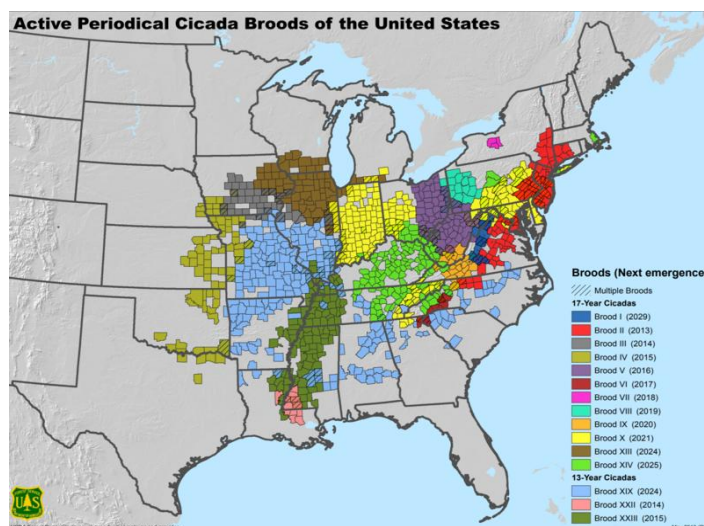 Active Periodical Cicada Broods of the United States
Broods (Next emergence
Multiple Broods
17-Year Cicadas
Brood I (2029)
Brood II (2013)
Brood III (2014)
Brood IV (2015)
Brood V (2016)
Brood VI (2017)
Brood VII (2018)
Brood VIII (2019)
Brood IX (2020)
Brood X (2021)
Brood XIII (2024)
Brood XIV (2025)
13-Year Cicadas
Brood XIX (2024)
Brood XXII (2014)
Brood XXIII (2015)
U S